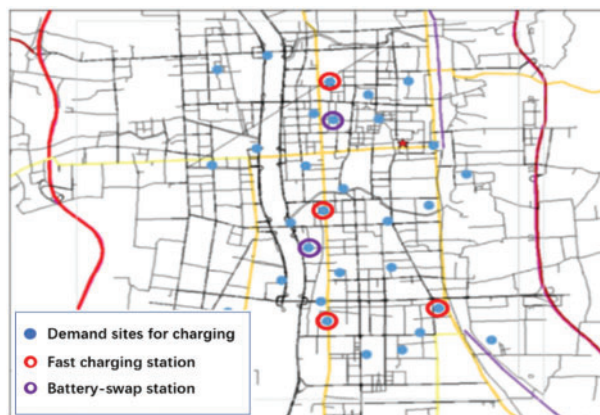 Demand sites for charging
Fast charging station
Battery-swap station